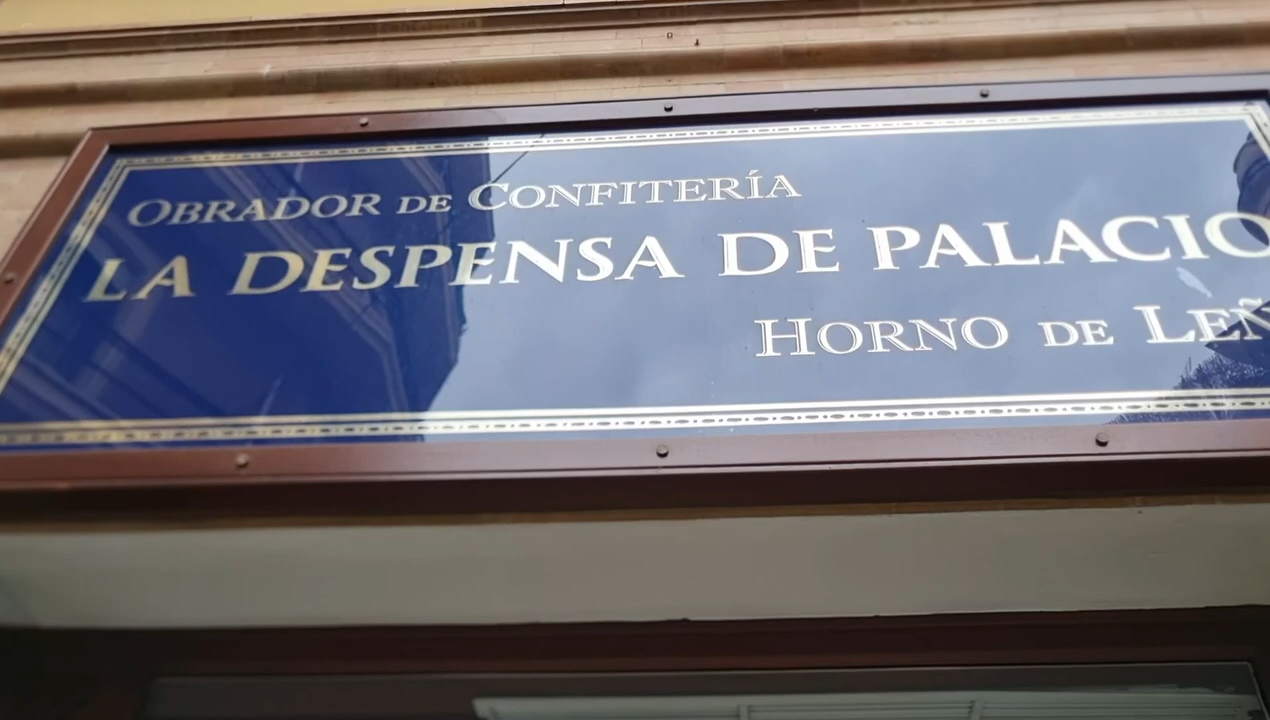 OBRADOR DE CONFITERÍA
LA DESPENSA DE PALACIO
HORNO DE LEÑ